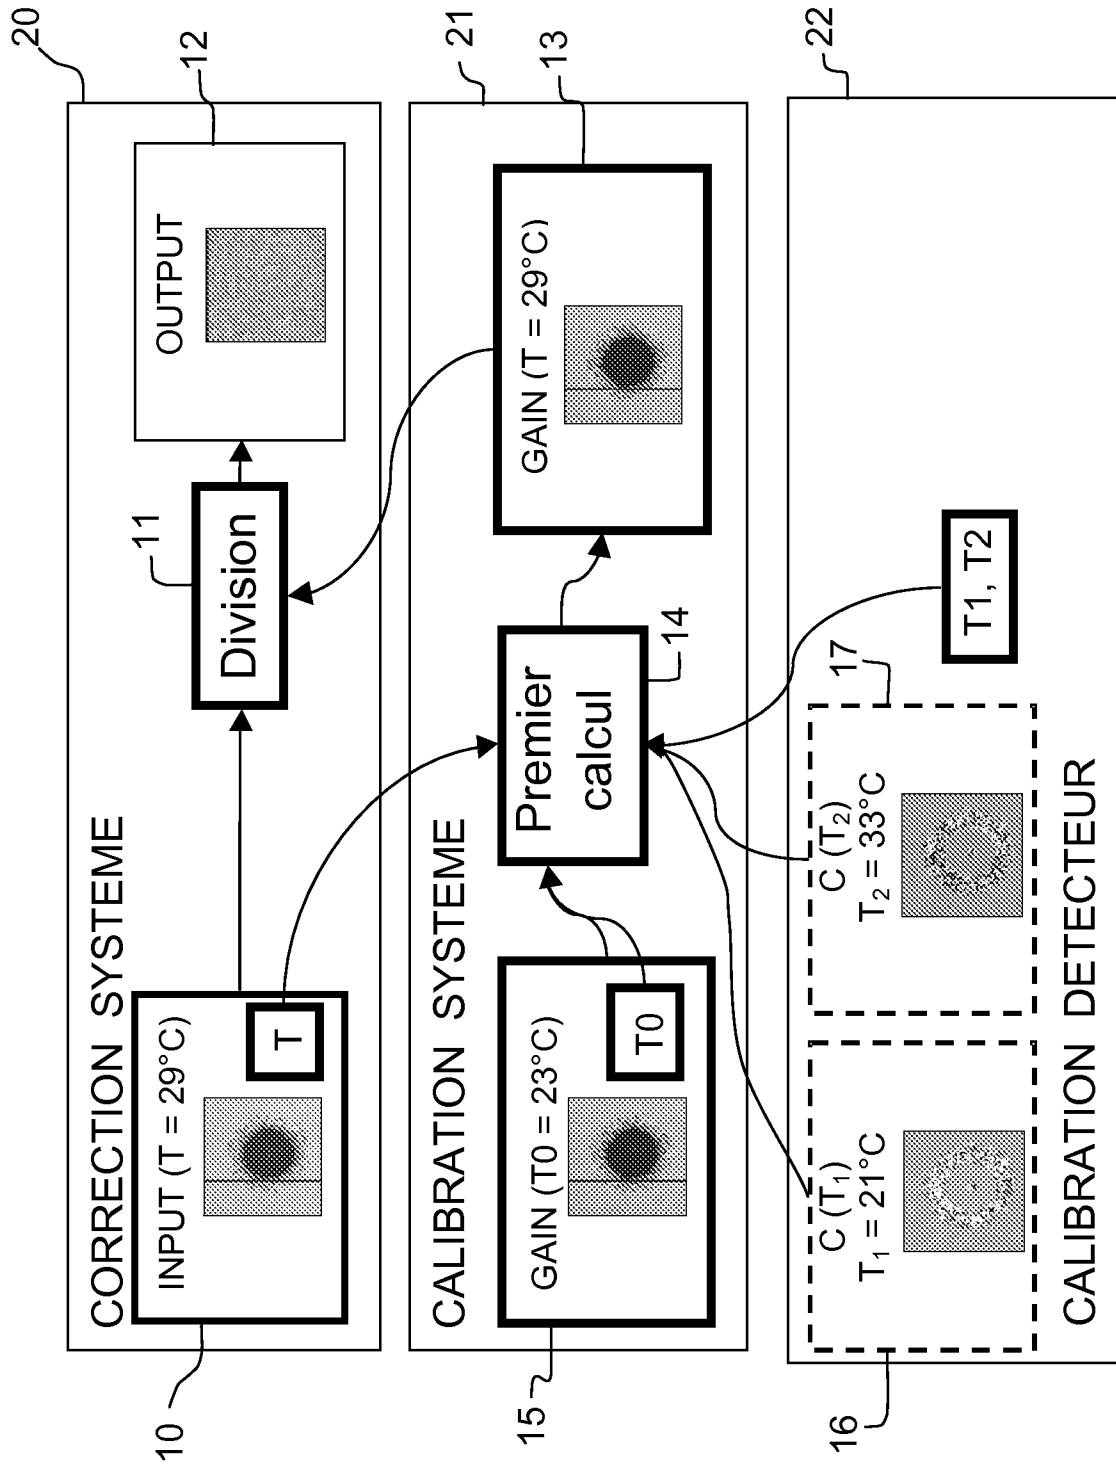 20
CORRECTION SYSTEME
10
INPUT (T = 29°C)
T
11
Division
12
OUTPUT
21
CALIBRATION SYSTEME
15
GAIN (T0 = 23°C)
T0
Premier
calcul
14
13
GAIN (T = 29°C)
22
16
C (T₁)
T₁ = 21°C
17
C (T₂)
T₂ = 33°C
T1, T2
CALIBRATION DETECTEUR